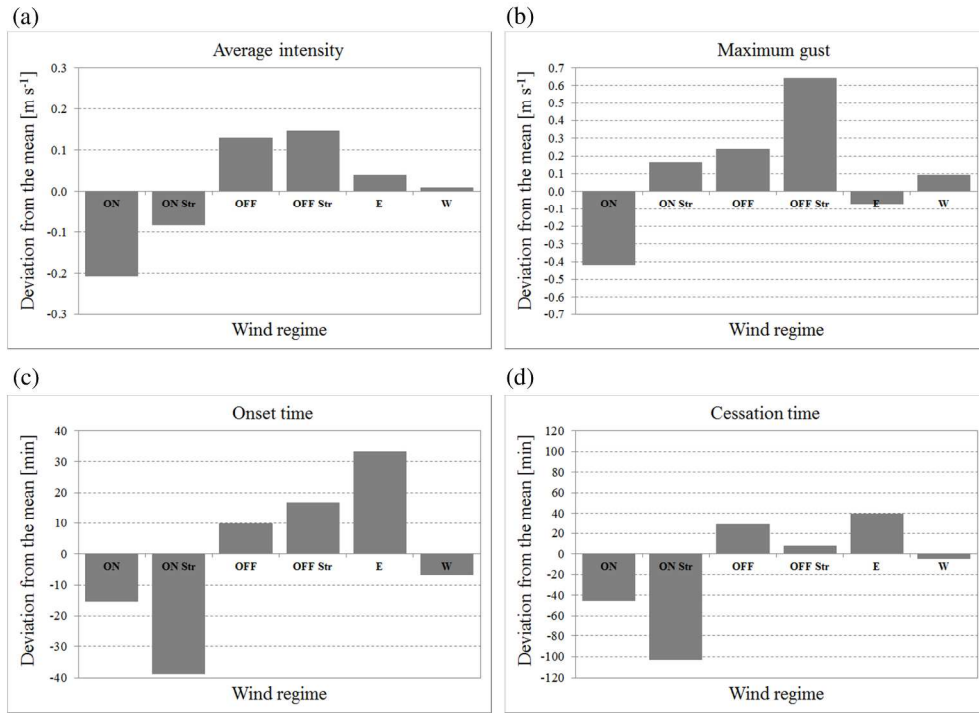 (a)
Average intensity
Deviation from the mean [m s⁻¹]
0.3
0.2
0.1
0.0
-0.1
-0.2
-0.3
ON ON Str OFF OFF Str E W
Wind regime
(b)
Maximum gust
Deviation from the mean [m s⁻¹]
0.7
0.6
0.5
0.4
0.3
0.2
0.1
0.0
-0.1
-0.2
-0.3
-0.4
-0.5
-0.6
-0.7
ON ON Str OFF OFF Str E W
Wind regime
(c)
Onset time
Deviation from the mean [min]
40
30
20
10
0
-10
-20
-30
-40
ON ON Str OFF OFF Str E W
Wind regime
(d)
Cessation time
Deviation from the mean [min]
120
100
80
60
40
20
0
-20
-40
-60
-80
-100
-120
ON ON Str OFF OFF Str E W
Wind regime